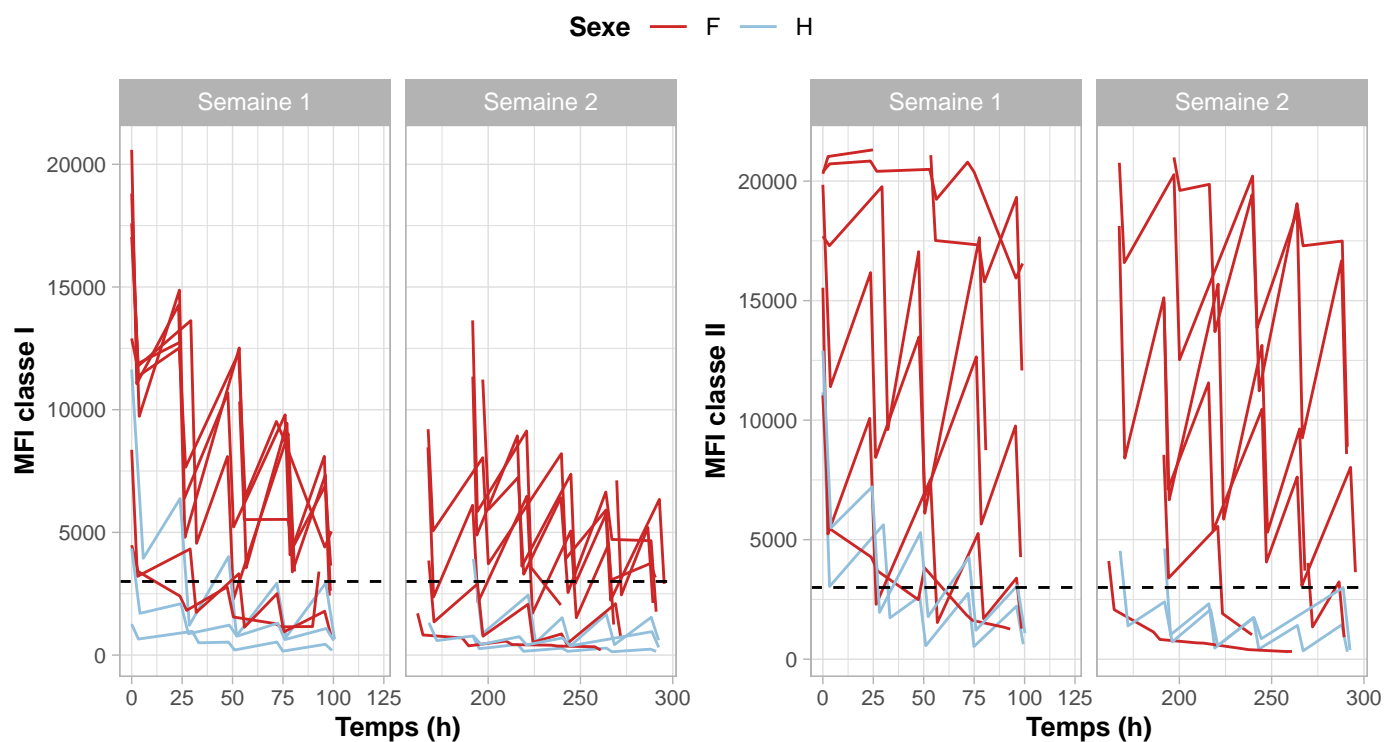 Sexe F H
Semaine 1 Semaine 2
MFI classe I
20000
15000
10000
5000
0
0 25 50 75 100 125 200 250 300
Temps (h)
Semaine 1 Semaine 2
MFI classe II
20000
15000
10000
5000
0
0 25 50 75 100 125 200 250 300
Temps (h)